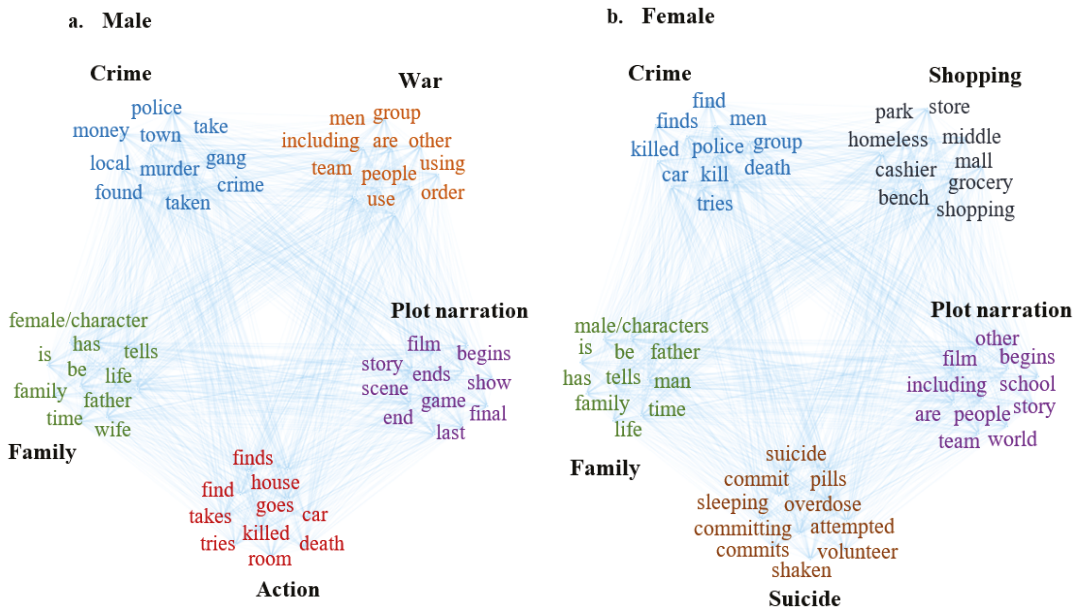 a. Male
Crime
War
police
money town take
local murder gang
found crime
taken
men group
including are other
team people using
use order
female/character
is has tells
be life
family father
time wife
Family
Plot narration
film begins
story ends show
scene game
end final
last
finds
find house
takes goes car
tries killed death
room
Action
b. Female
Crime
Shopping
find
finds men
killed police group
car kill death
tries
park store
homeless middle
cashier mall
bench grocery
shopping
male/characters
is be father
has tells man
family time
life
Family
Plot narration
other
film begins
including school
are people story
team world
suicide
commit pills
sleeping overdose
committing attempted
commits volunteer
shaken
Suicide